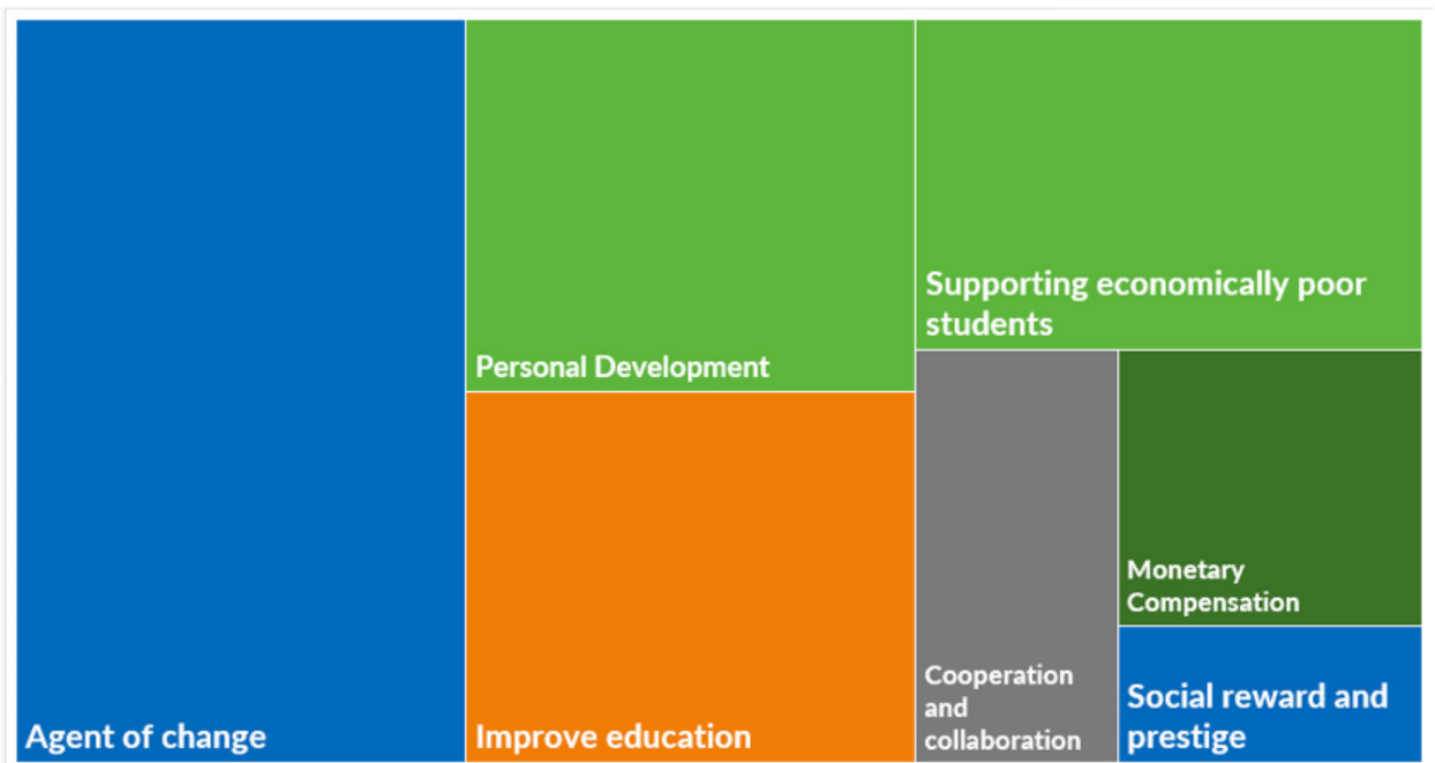 Agent of change
Personal Development
Improve education
Supporting economically poor
students
Cooperation
and
collaboration
Monetary
Compensation
Social reward and
prestige